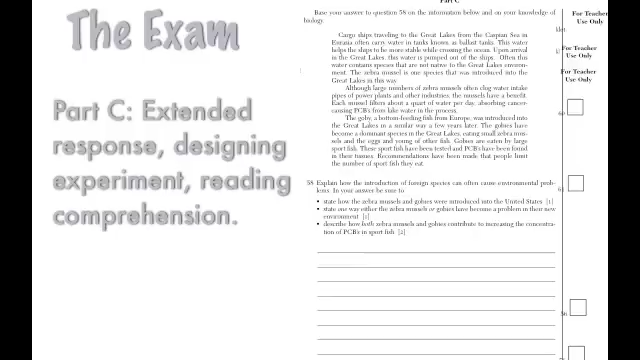 The Exam
Part C: Extended
response, designing
experiment, reading
comprehension.
Part C
Base your answer to question 58 on the information below and on your knowledge of
biology.
Cargo ships traveling to the Great Lakes from the Caspian Sea in
Eurasia often carry water in tanks known as ballast tanks. This water
helps the ships to be more stable while crossing the ocean. Upon arrival
in the Great Lakes, this water is pumped out of the ships. Often this
water contains species that are not native to the Great Lakes environ-
ment. The zebra mussel is one species that was introduced into the
Great Lakes in this way.
Although large numbers of zebra mussels often clog water intake
pipes of power plants and other industries, the mussels have a benefit.
Each mussel filters about a quart of water per day, absorbing cancer-
causing PCB's from lake water in the process.
The goby, a bottom-feeding fish from Europe, was introduced into
the Great Lakes in a similar way a few years later. The gobies have
become a dominant species in the Great Lakes, eating small zebra mus-
sels and the eggs and young of other fish. Gobies are eaten by large
sport fish. These sport fish have been tested and PCB's have been found
in their tissues. Recommendations have been made that people limit
the number of sport fish they eat.
58 Explain how the introduction of foreign species can often cause environmental prob-
lems. In your answer be sure to
• state how the zebra mussels and gobies were introduced into the United States [1]
• state one way either the zebra mussels or gobies have become a problem in their new
environment [1]
• describe how both zebra mussels and gobies contribute to increasing the concentra-
tion of PCB's in sport fish [2]
For Teacher
Use Only
For Teacher
Use Only
For Teacher
Use Only